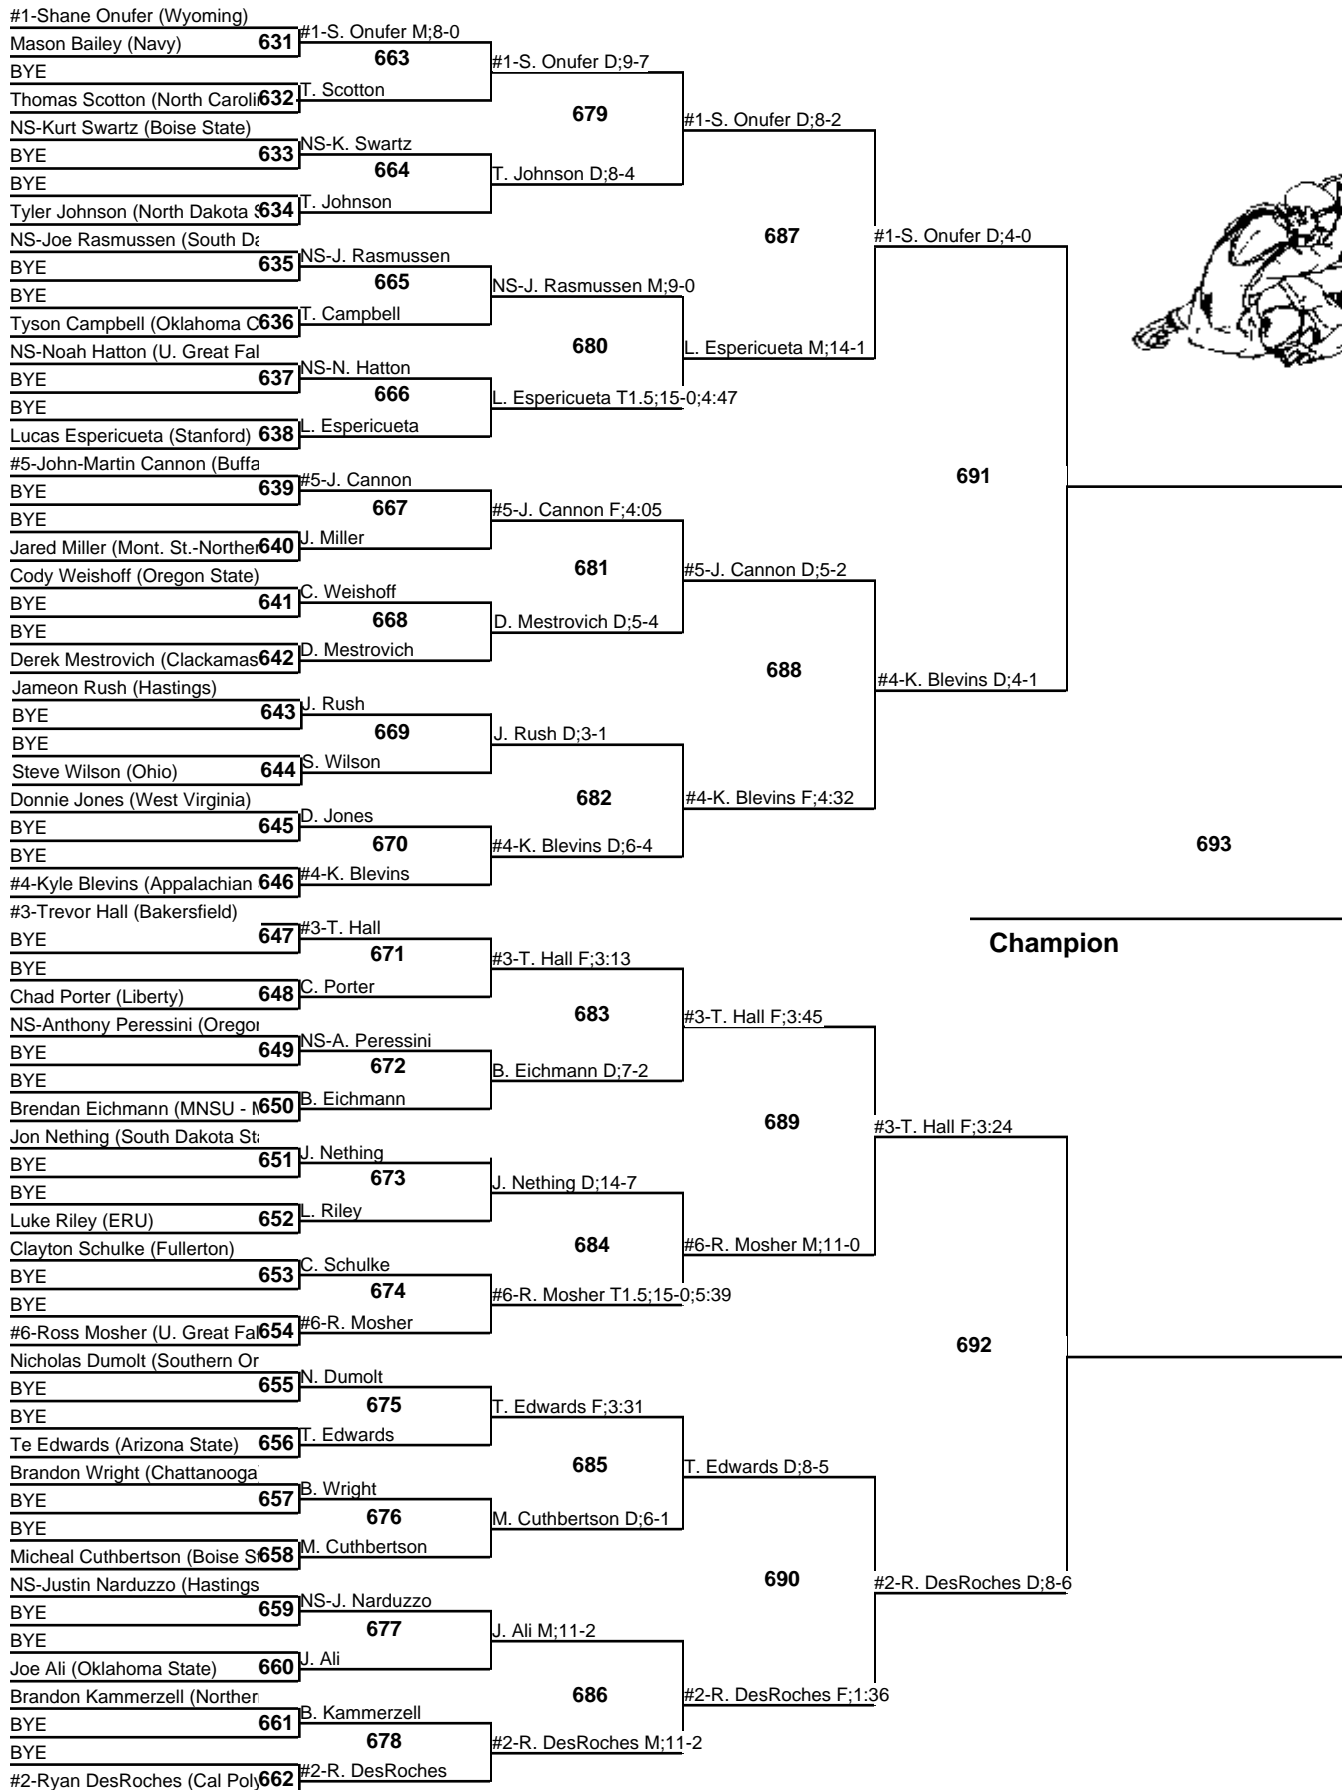 #1-Shane Onufer (Wyoming)
Mason Bailey (Navy) 631
BYE
Thomas Scotton (North Caroli 632
NS-Kurt Swartz (Boise State)
BYE 633
BYE
Tyler Johnson (North Dakota S 634
NS-Joe Rasmussen (South Da
BYE 635
BYE
Tyson Campbell (Oklahoma C 636
NS-Noah Hatton (U. Great Fal
BYE 637
BYE
Lucas Espericueta (Stanford) 638
#5-John-Martin Cannon (Buffa
BYE 639
BYE
Jared Miller (Mont. St.-Norther 640
Cody Weishoff (Oregon State)
BYE 641
BYE
Derek Mestrovich (Clackamas 642
Jameon Rush (Hastings)
BYE 643
BYE
Steve Wilson (Ohio) 644
Donnie Jones (West Virginia)
BYE 645
BYE
#4-Kyle Blevins (Appalachian 646
#3-Trevor Hall (Bakersfield)
BYE 647
BYE
Chad Porter (Liberty) 648
NS-Anthony Peressini (Oregon
BYE 649
BYE
Brendan Eichmann (MNSU - M 650
Jon Nething (South Dakota Sta
BYE 651
BYE
Luke Riley (ERU) 652
Clayton Schulke (Fullerton)
BYE 653
BYE
#6-Ross Mosher (U. Great Fal 654
Nicholas Dumolt (Southern Or
BYE 655
BYE
Te Edwards (Arizona State) 656
Brandon Wright (Chattanooga
BYE 657
BYE
Micheal Cuthbertson (Boise St 658
NS-Justin Narduzzo (Hastings
BYE 659
BYE
Joe Ali (Oklahoma State) 660
Brandon Kammerzell (Northern
BYE 661
BYE
#2-Ryan DesRoches (Cal Poly 662
#1-S. Onufer M;8-0
663
T. Scotton
NS-K. Swartz
664
T. Johnson
NS-J. Rasmussen
665
T. Campbell
NS-N. Hatton
666
L. Espericueta
#5-J. Cannon
667
J. Miller
C. Weishoff
668
D. Mestrovich
J. Rush
669
S. Wilson
D. Jones
670
#4-K. Blevins
#3-T. Hall
671
C. Porter
NS-A. Peressini
672
B. Eichmann
J. Nething
673
L. Riley
C. Schulke
674
#6-R. Mosher
N. Dumolt
675
T. Edwards
B. Wright
676
M. Cuthbertson
NS-J. Narduzzo
677
J. Ali
B. Kammerzell
678
#2-R. DesRoches
#1-S. Onufer D;9-7
679
T. Johnson D;8-4
NS-J. Rasmussen M;9-0
680
L. Espericueta T1.5;15-0;4:47
#5-J. Cannon F;4:05
681
D. Mestrovich D;5-4
J. Rush D;3-1
682
#4-K. Blevins D;6-4
#3-T. Hall F;3:13
683
B. Eichmann D;7-2
J. Nething D;14-7
684
#6-R. Mosher T1.5;15-0;5:39
T. Edwards F;3:31
685
M. Cuthbertson D;6-1
J. Ali M;11-2
686
#2-R. DesRoches M;11-2
#1-S. Onufer D;8-2
687
L. Espericueta M;14-1
#5-J. Cannon D;5-2
688
#4-K. Blevins F;4:32
#3-T. Hall F;3:45
689
#6-R. Mosher M;11-0
T. Edwards D;8-5
690
#2-R. DesRoches F;1:36
#1-S. Onufer D;4-0
691
#4-K. Blevins D;4-1
#3-T. Hall F;3:24
692
#2-R. DesRoches D;8-6
693
Champion